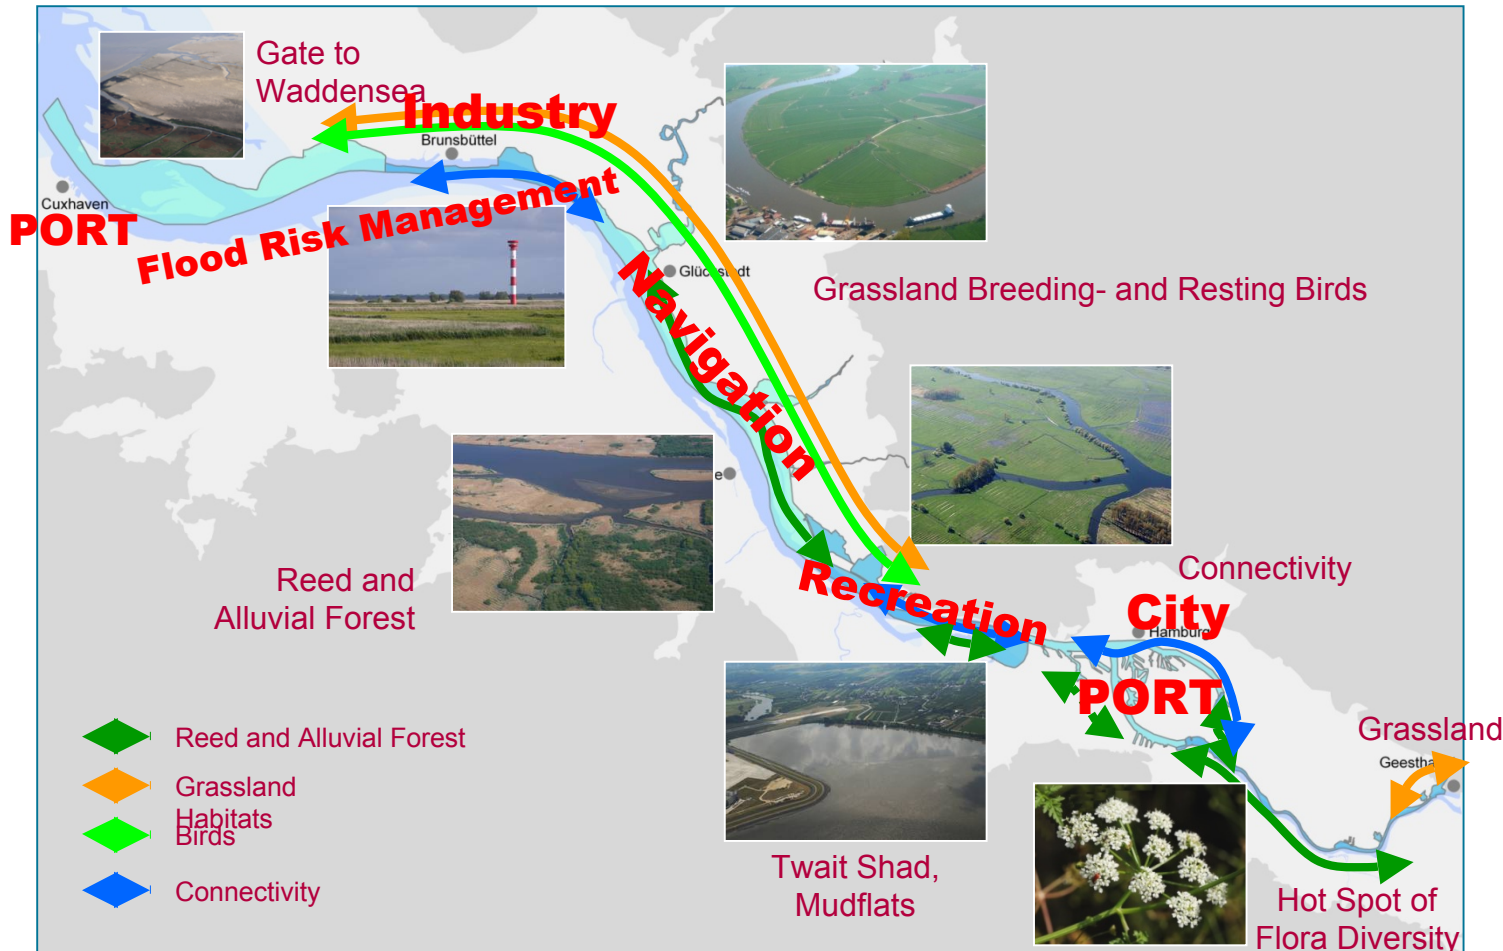 Gate to
Waddensea
Industry
Brunsbüttel
Cuxhaven
PORT
Flood Risk Management
Glückstadt
Navigation
Grassland Breeding- and Resting Birds
e
Reed and
Alluvial Forest
Recreation
Connectivity
City
Hamburg
PORT
Grassland
Geestha
Twait Shad,
Mudflats
Hot Spot of
Flora Diversity
Reed and Alluvial Forest
Grassland
Habitats
Birds
Connectivity